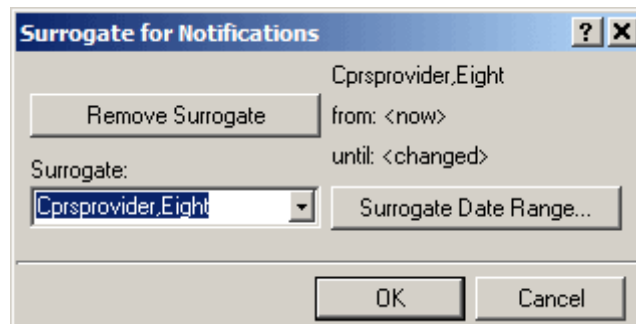 Surrogate for Notifications
Cprsprovider,Eight
Remove Surrogate
from: <now>
until: <changed>
Surrogate:
Cprsprovider,Eight
Surrogate Date Range...
OK
Cancel